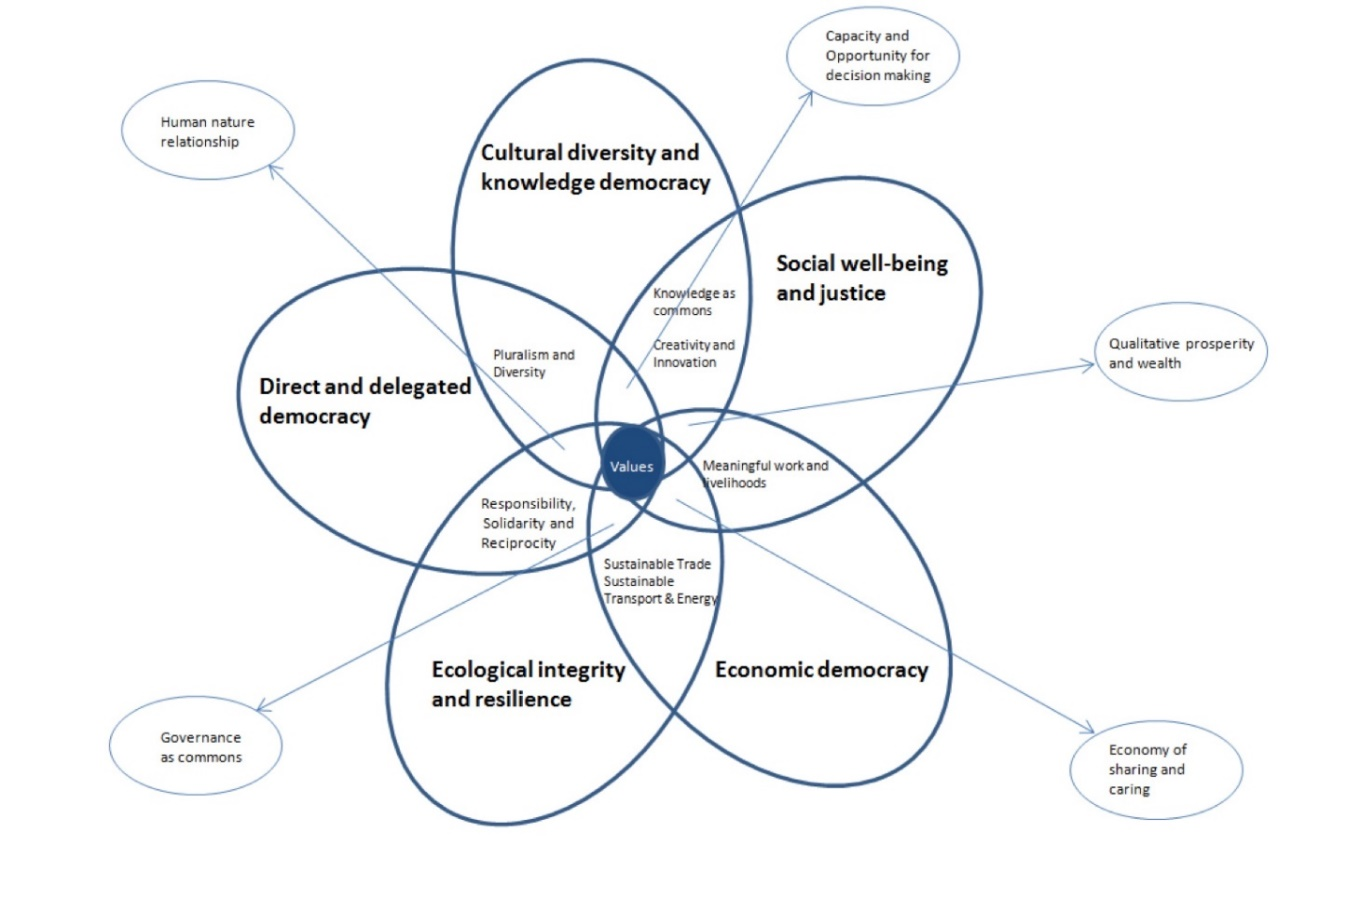 Capacity and
Opportunity for
decision making
Human nature
relationship
Cultural diversity and
knowledge democracy
Social well-being
and justice
Knowledge as
commons
Creativity and
Innovation
Pluralism and
Diversity
Qualitative prosperity
and wealth
Direct and delegated
democracy
Values
Meaningful work and
livelihoods
Responsibility,
Solidarity and
Reciprocity
Sustainable Trade
Sustainable
Transport & Energy
Ecological integrity
and resilience
Economic democracy
Governance
as commons
Economy of
sharing and
caring